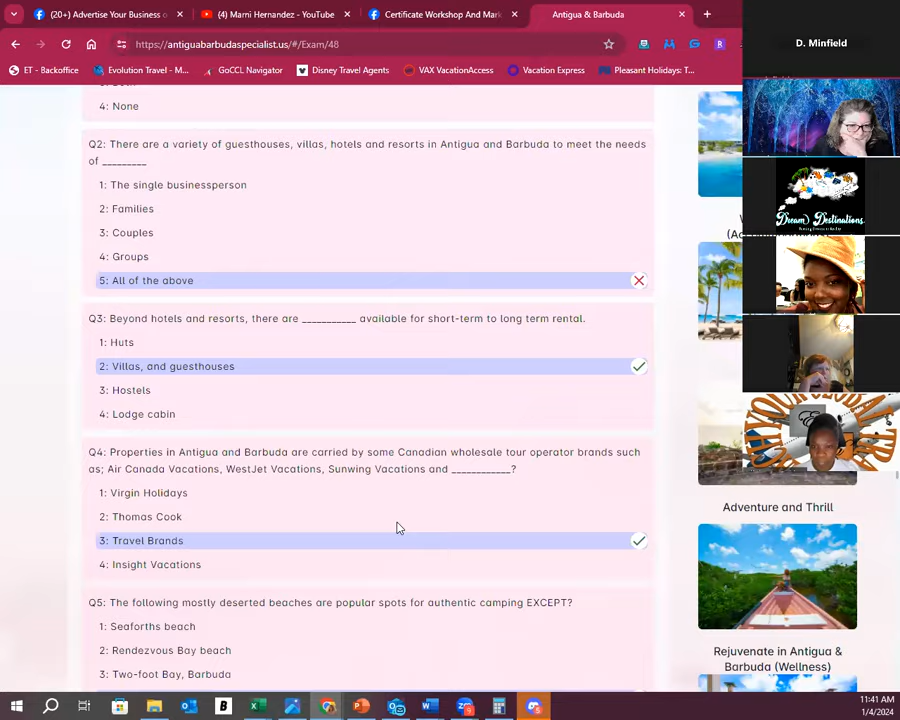 (20+) Advertise Your Business o
(4) Marni Hernandez - YouTube
Certificate Workshop And Mark
Antigua & Barbuda
https://antiguabarbudaspecialist.us/#/Exam/48
ET - Backoffice
Evolution Travel - M...
GoCCL Navigator
Disney Travel Agents
VAX VacationAccess
Vacation Express
Pleasant Holidays: T...
D. Minfield
4: None
Q2: There are a variety of guesthouses, villas, hotels and resorts in Antigua and Barbuda to meet the needs
of _________
1: The single businessperson
2: Families
3: Couples
4: Groups
5: All of the above
Q3: Beyond hotels and resorts, there are ___________ available for short-term to long term rental.
1: Huts
2: Villas, and guesthouses
3: Hostels
4: Lodge cabin
Q4: Properties in Antigua and Barbuda are carried by some Canadian wholesale tour operator brands such
as; Air Canada Vacations, WestJet Vacations, Sunwing Vacations and ____________?
1: Virgin Holidays
2: Thomas Cook
3: Travel Brands
4: Insight Vacations
Q5: The following mostly deserted beaches are popular spots for authentic camping EXCEPT?
1: Seaforths beach
2: Rendezvous Bay beach
3: Two-foot Bay, Barbuda
Dream Destinations
Adventure and Thrill
Rejuvenate in Antigua &
Barbuda (Wellness)
11:41 AM
1/4/2024